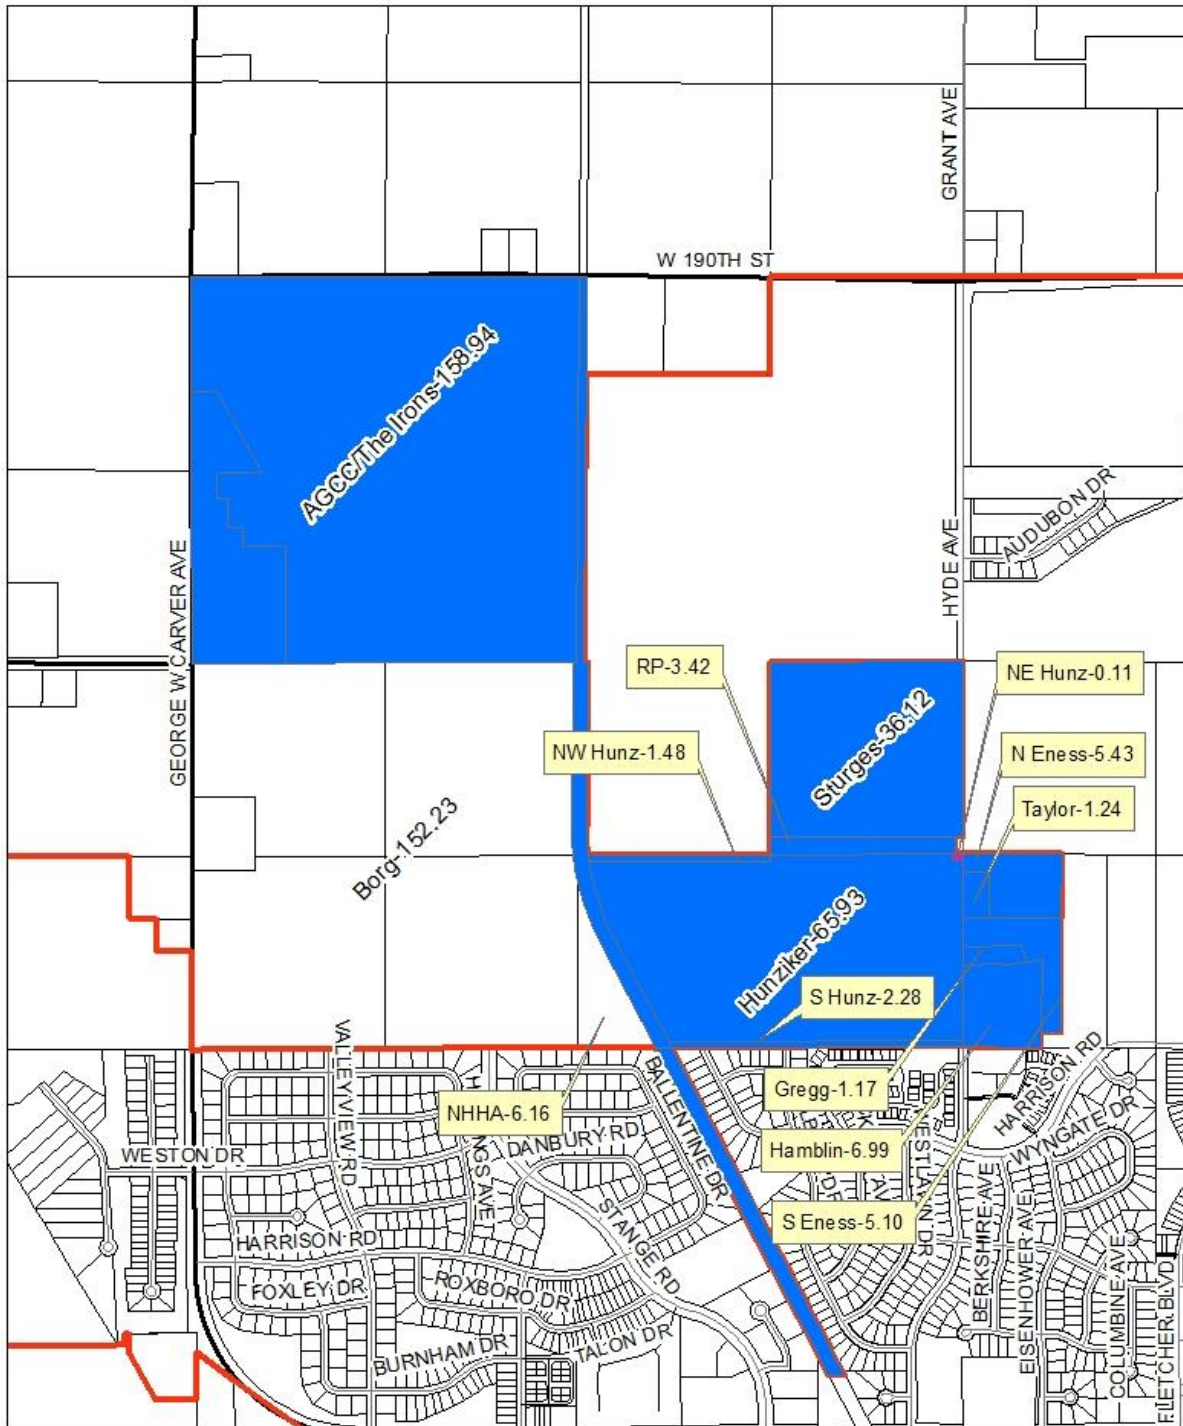 GRANT AVE
W 190TH ST
AGCC/The Irons-158.94
AUDUBON DR
HYDE AVE
GEORGE W CARVER AVE
RP-3.42
NE Hunz-0.11
NW Hunz-1.48
Sturges-36.12
N Eness-5.43
Taylor-1.24
Borg-152.23
Hunziker-65.93
S Hunz-2.28
VALLEY VIEW RD
BALLENTINE DR
HARRISON RD
Gregg-1.17
NHHA-6.16
DANBURY RD
WYNGATE DR
WESTON DR
Hamblin-6.99
S Eness-5.10
STANGE RD
HARRISON RD
BERKSHIRE AVE
EISENHOWER AVE
COLUMBINE AVE
FLETCHER BLVD
FOXLEY DR
ROXBORO DR
BURNHAM DR
TALON DR